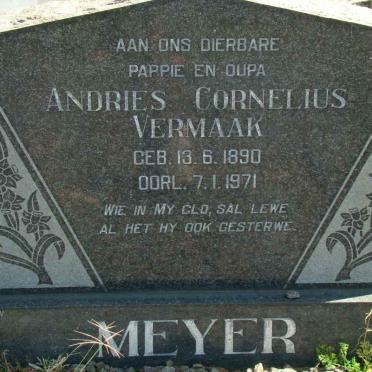 AAN ONS DIERBARE
PAPPIE EN OUPA
ANDRIES CORNELIUS
VERMAAK
GEB. 13.6.1890
OORL. 7.1.1971
WIE IN MY GLO, SAL LEWE
AL HET HY OOK GESTERWE.
MEYER